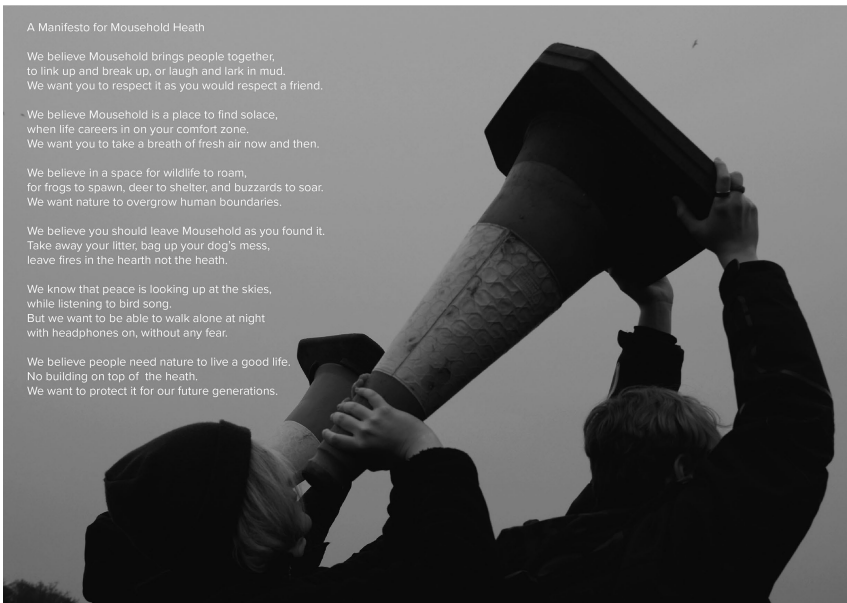 A Manifesto for Mousehold Heath
We believe Mousehold brings people together,
to link up and break up, or laugh and lark in mud.
We want you to respect it as you would respect a friend.
We believe Mousehold is a place to find solace,
when life careers in on your comfort zone.
We want you to take a breath of fresh air now and then.
We believe in a space for wildlife to roam,
for frogs to spawn, deer to shelter, and buzzards to soar.
We want nature to overgrow human boundaries.
We believe you should leave Mousehold as you found it.
Take away your litter, bag up your dog's mess,
leave fires in the hearth not the heath.
We know that peace is looking up at the skies,
while listening to bird song.
But we want to be able to walk alone at night
with headphones on, without any fear.
We believe people need nature to live a good life.
No building on top of  the heath.
We want to protect it for our future generations.